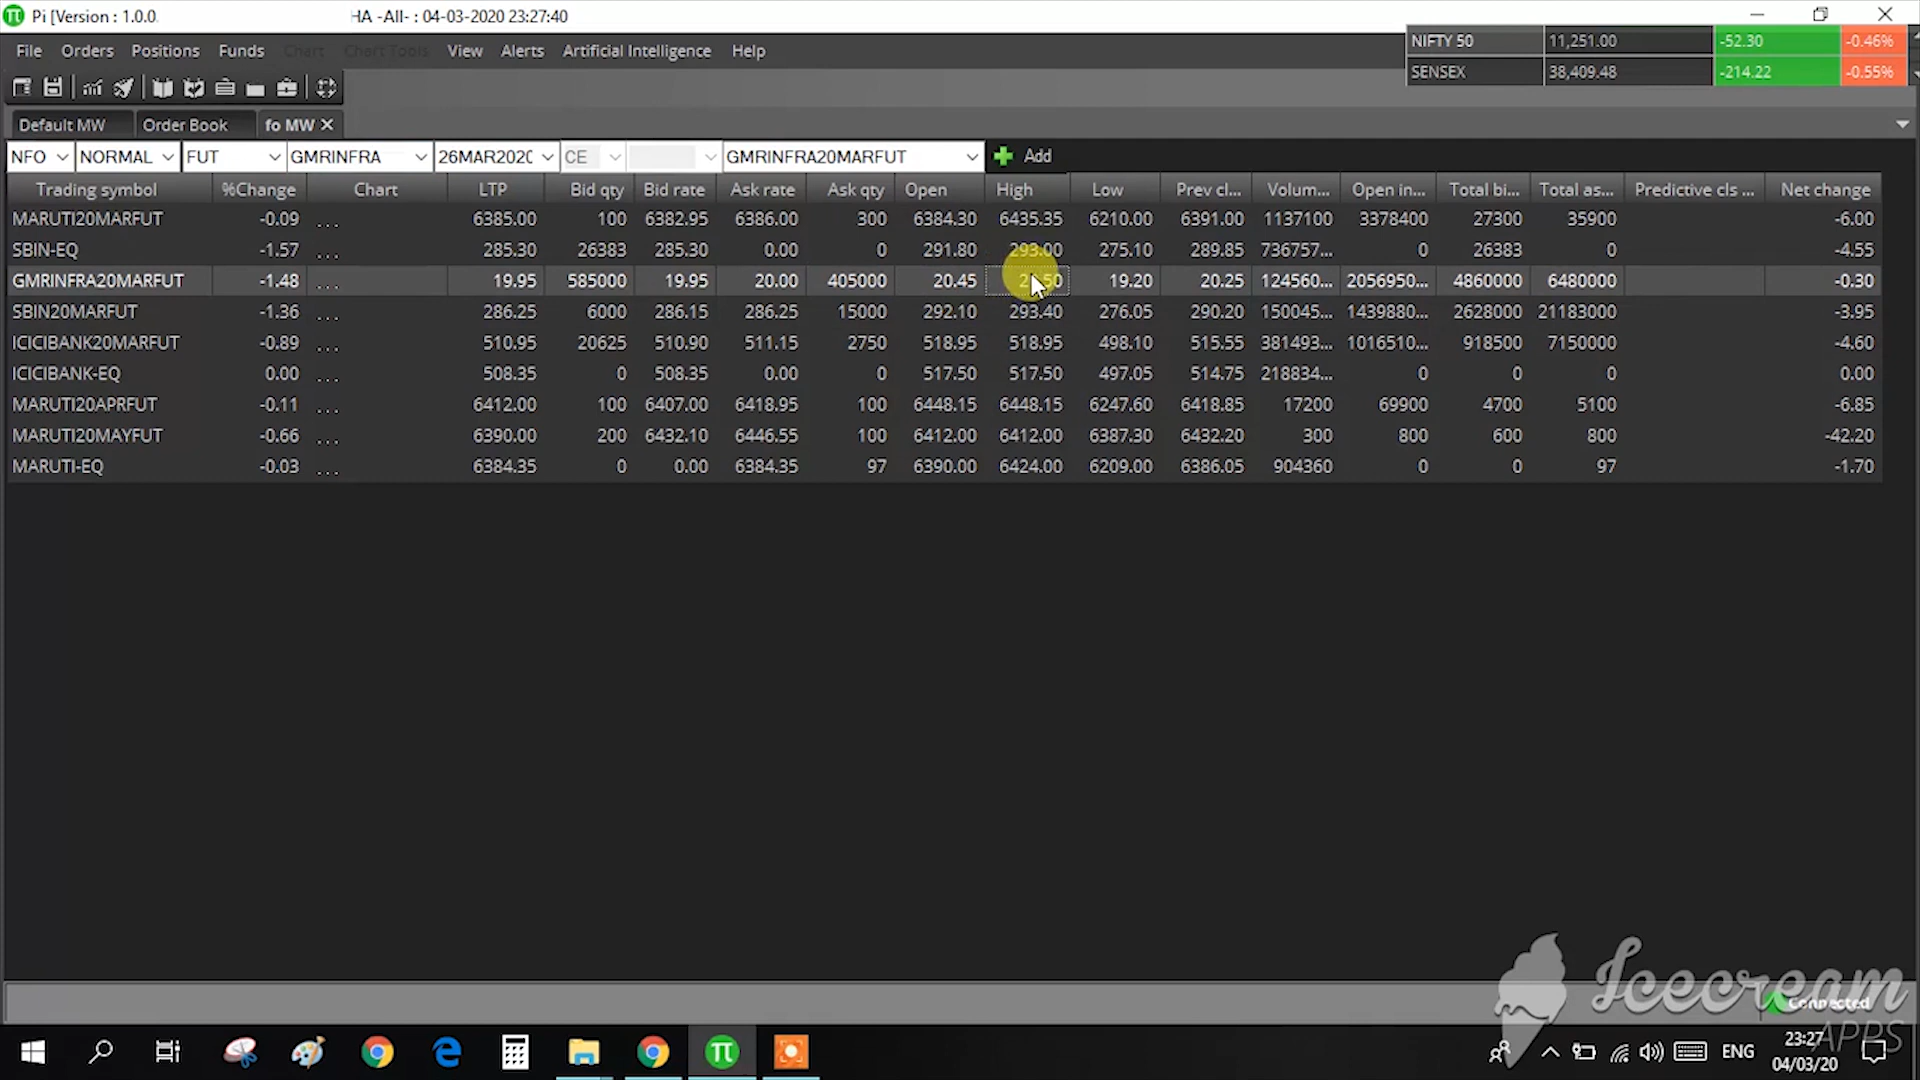 Pi [Version : 1.0.0. HA -All- : 04-03-2020 23:27:40
File Orders Positions Funds Chart Chart Tools View Alerts Artificial Intelligence Help
NIFTY 50 11,251.00 -52.30 -0.46%
SENSEX 38,409.48 -214.22 -0.55%
Default MW Order Book fo MW
NFO NORMAL FUT GMRINFRA 26MAR2020 CE GMRINFRA20MARFUT Add
Trading symbol %Change Chart LTP Bid qty Bid rate Ask rate Ask qty Open High Low Prev cl... Volum... Open in... Total bi... Total as... Predictive cls ... Net change
MARUTI20MARFUT -0.09 ... 6385.00 100 6382.95 6386.00 300 6384.30 6435.35 6210.00 6391.00 1137100 3378400 27300 35900 -6.00
SBIN-EQ -1.57 ... 285.30 26383 285.30 0.00 0 291.80 293.00 275.10 289.85 736757... 0 26383 0 -4.55
GMRINFRA20MARFUT -1.48 19.95 585000 19.95 20.00 405000 20.45 19.20 20.25 124560... 2056950... 4860000 6480000 -0.30
SBIN20MARFUT -1.36 ... 286.25 6000 286.15 286.25 15000 292.10 293.40 276.05 290.20 150045... 1439880... 2628000 21183000 -3.95
ICICIBANK20MARFUT -0.89 ... 510.95 20625 510.90 511.15 2750 518.95 518.95 498.10 515.55 381493... 1016510... 918500 7150000 -4.60
ICICIBANK-EQ 0.00 ... 508.35 0 508.35 0.00 0 517.50 517.50 497.05 514.75 218834... 0 0 0 0.00
MARUTI20APRFUT -0.11 ... 6412.00 100 6407.00 6418.95 100 6448.15 6448.15 6247.60 6418.85 17200 69900 4700 5100 -6.85
MARUTI20MAYFUT -0.66 ... 6390.00 200 6432.10 6446.55 100 6412.00 6412.00 6387.30 6432.20 300 800 600 800 -42.20
MARUTI-EQ -0.03 ... 6384.35 0 0.00 6384.35 97 6390.00 6424.00 6209.00 6386.05 904360 0 0 97 -1.70
Icecream
Connected
APPS
ENG 23:27
04/03/20